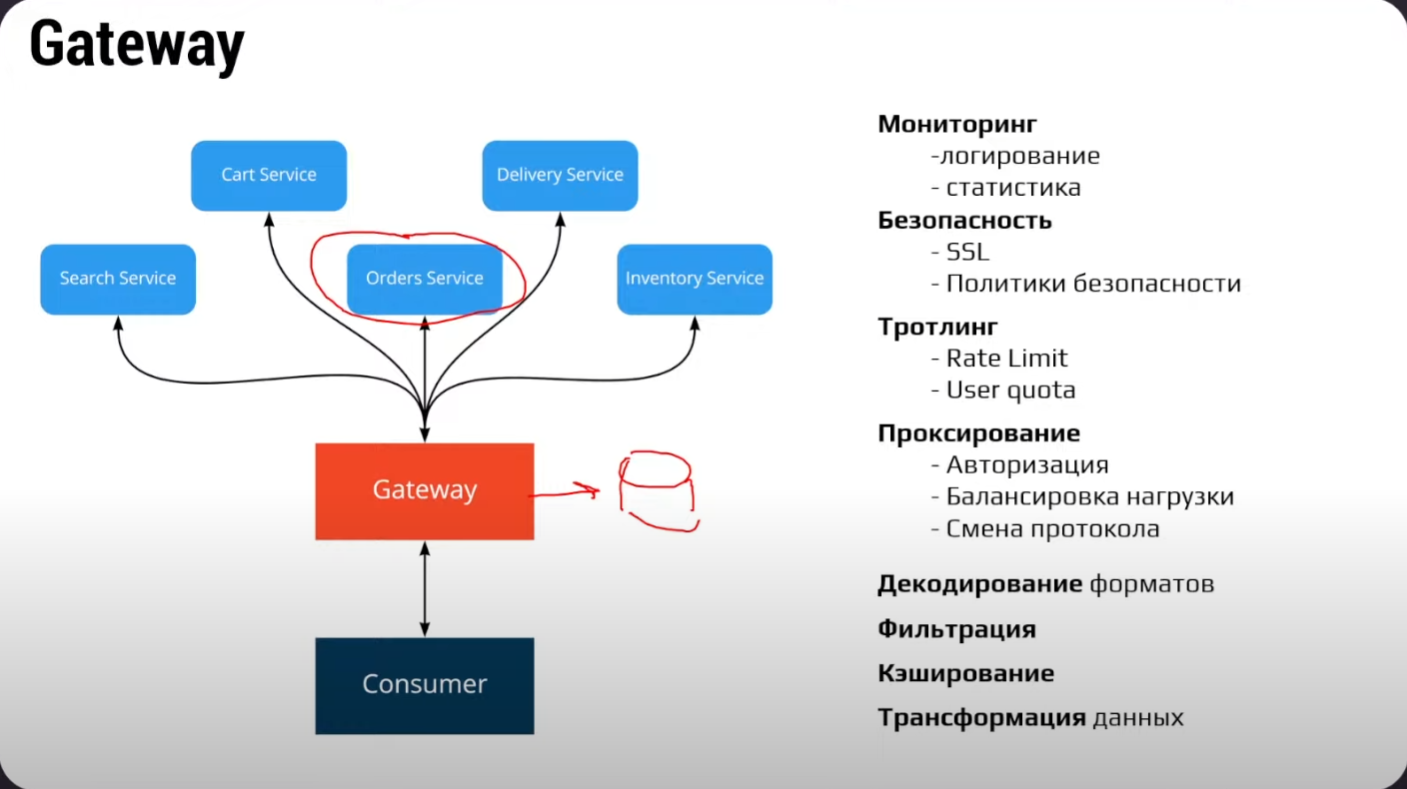 Gateway
Cart Service
Delivery Service
Search Service
Orders Service
Inventory Service
Gateway
Consumer
Мониторинг
-логирование
- статистика
Безопасность
- SSL
- Политики безопасности
Тротлинг
- Rate Limit
- User quota
Проксирование
- Авторизация
- Балансировка нагрузки
- Смена протокола
Декодирование форматов
Фильтрация
Кэширование
Трансформация данных